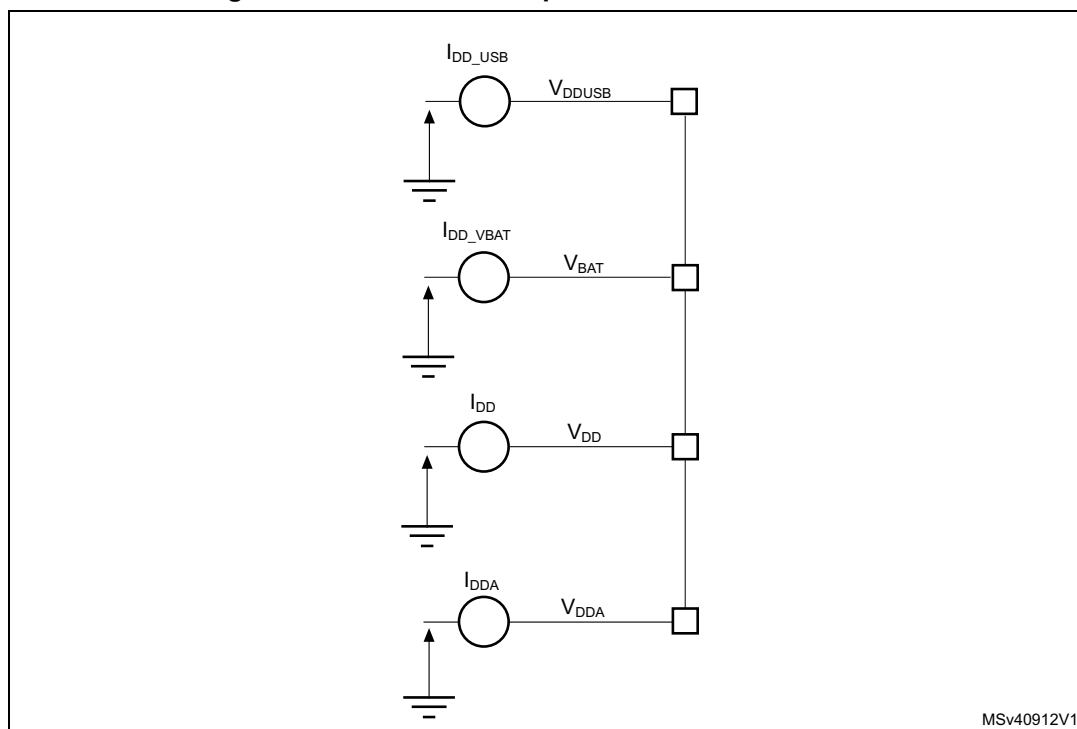 I_DD_USB
V_DDUSB
I_DD_VBAT
V_BAT
I_DD
V_DD
I_DDA
V_DDA
MSv40912V1